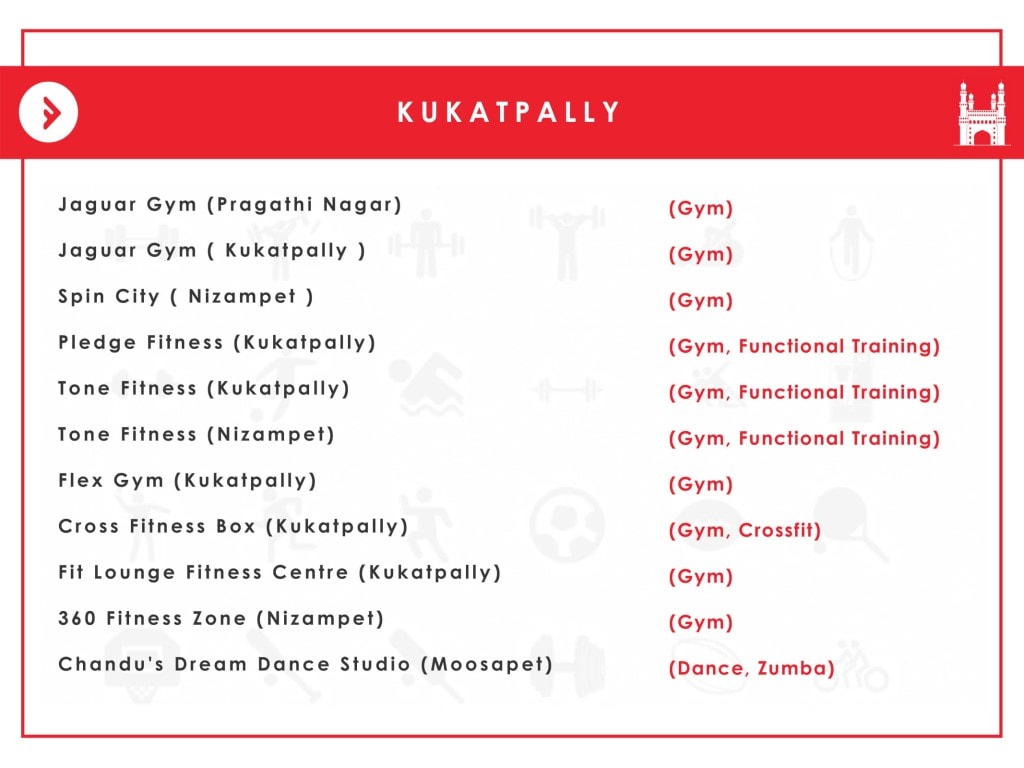 KUKATPALLY
Jaguar Gym (Pragathi Nagar) (Gym)
Jaguar Gym ( Kukatpally ) (Gym)
Spin City ( Nizampet ) (Gym)
Pledge Fitness (Kukatpally) (Gym, Functional Training)
Tone Fitness (Kukatpally) (Gym, Functional Training)
Tone Fitness (Nizampet) (Gym, Functional Training)
Flex Gym (Kukatpally) (Gym)
Cross Fitness Box (Kukatpally) (Gym, Crossfit)
Fit Lounge Fitness Centre (Kukatpally) (Gym)
360 Fitness Zone (Nizampet) (Gym)
Chandu's Dream Dance Studio (Moosapet) (Dance, Zumba)